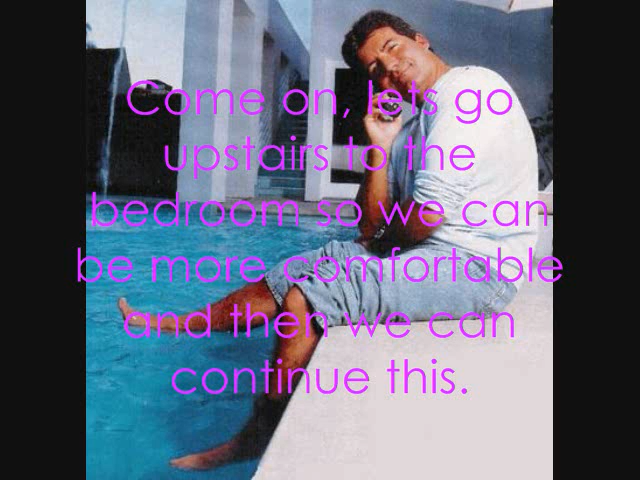 Come on, lets go
upstairs to the
bedroom so we can
be more comfortable
and then we can
continue this.